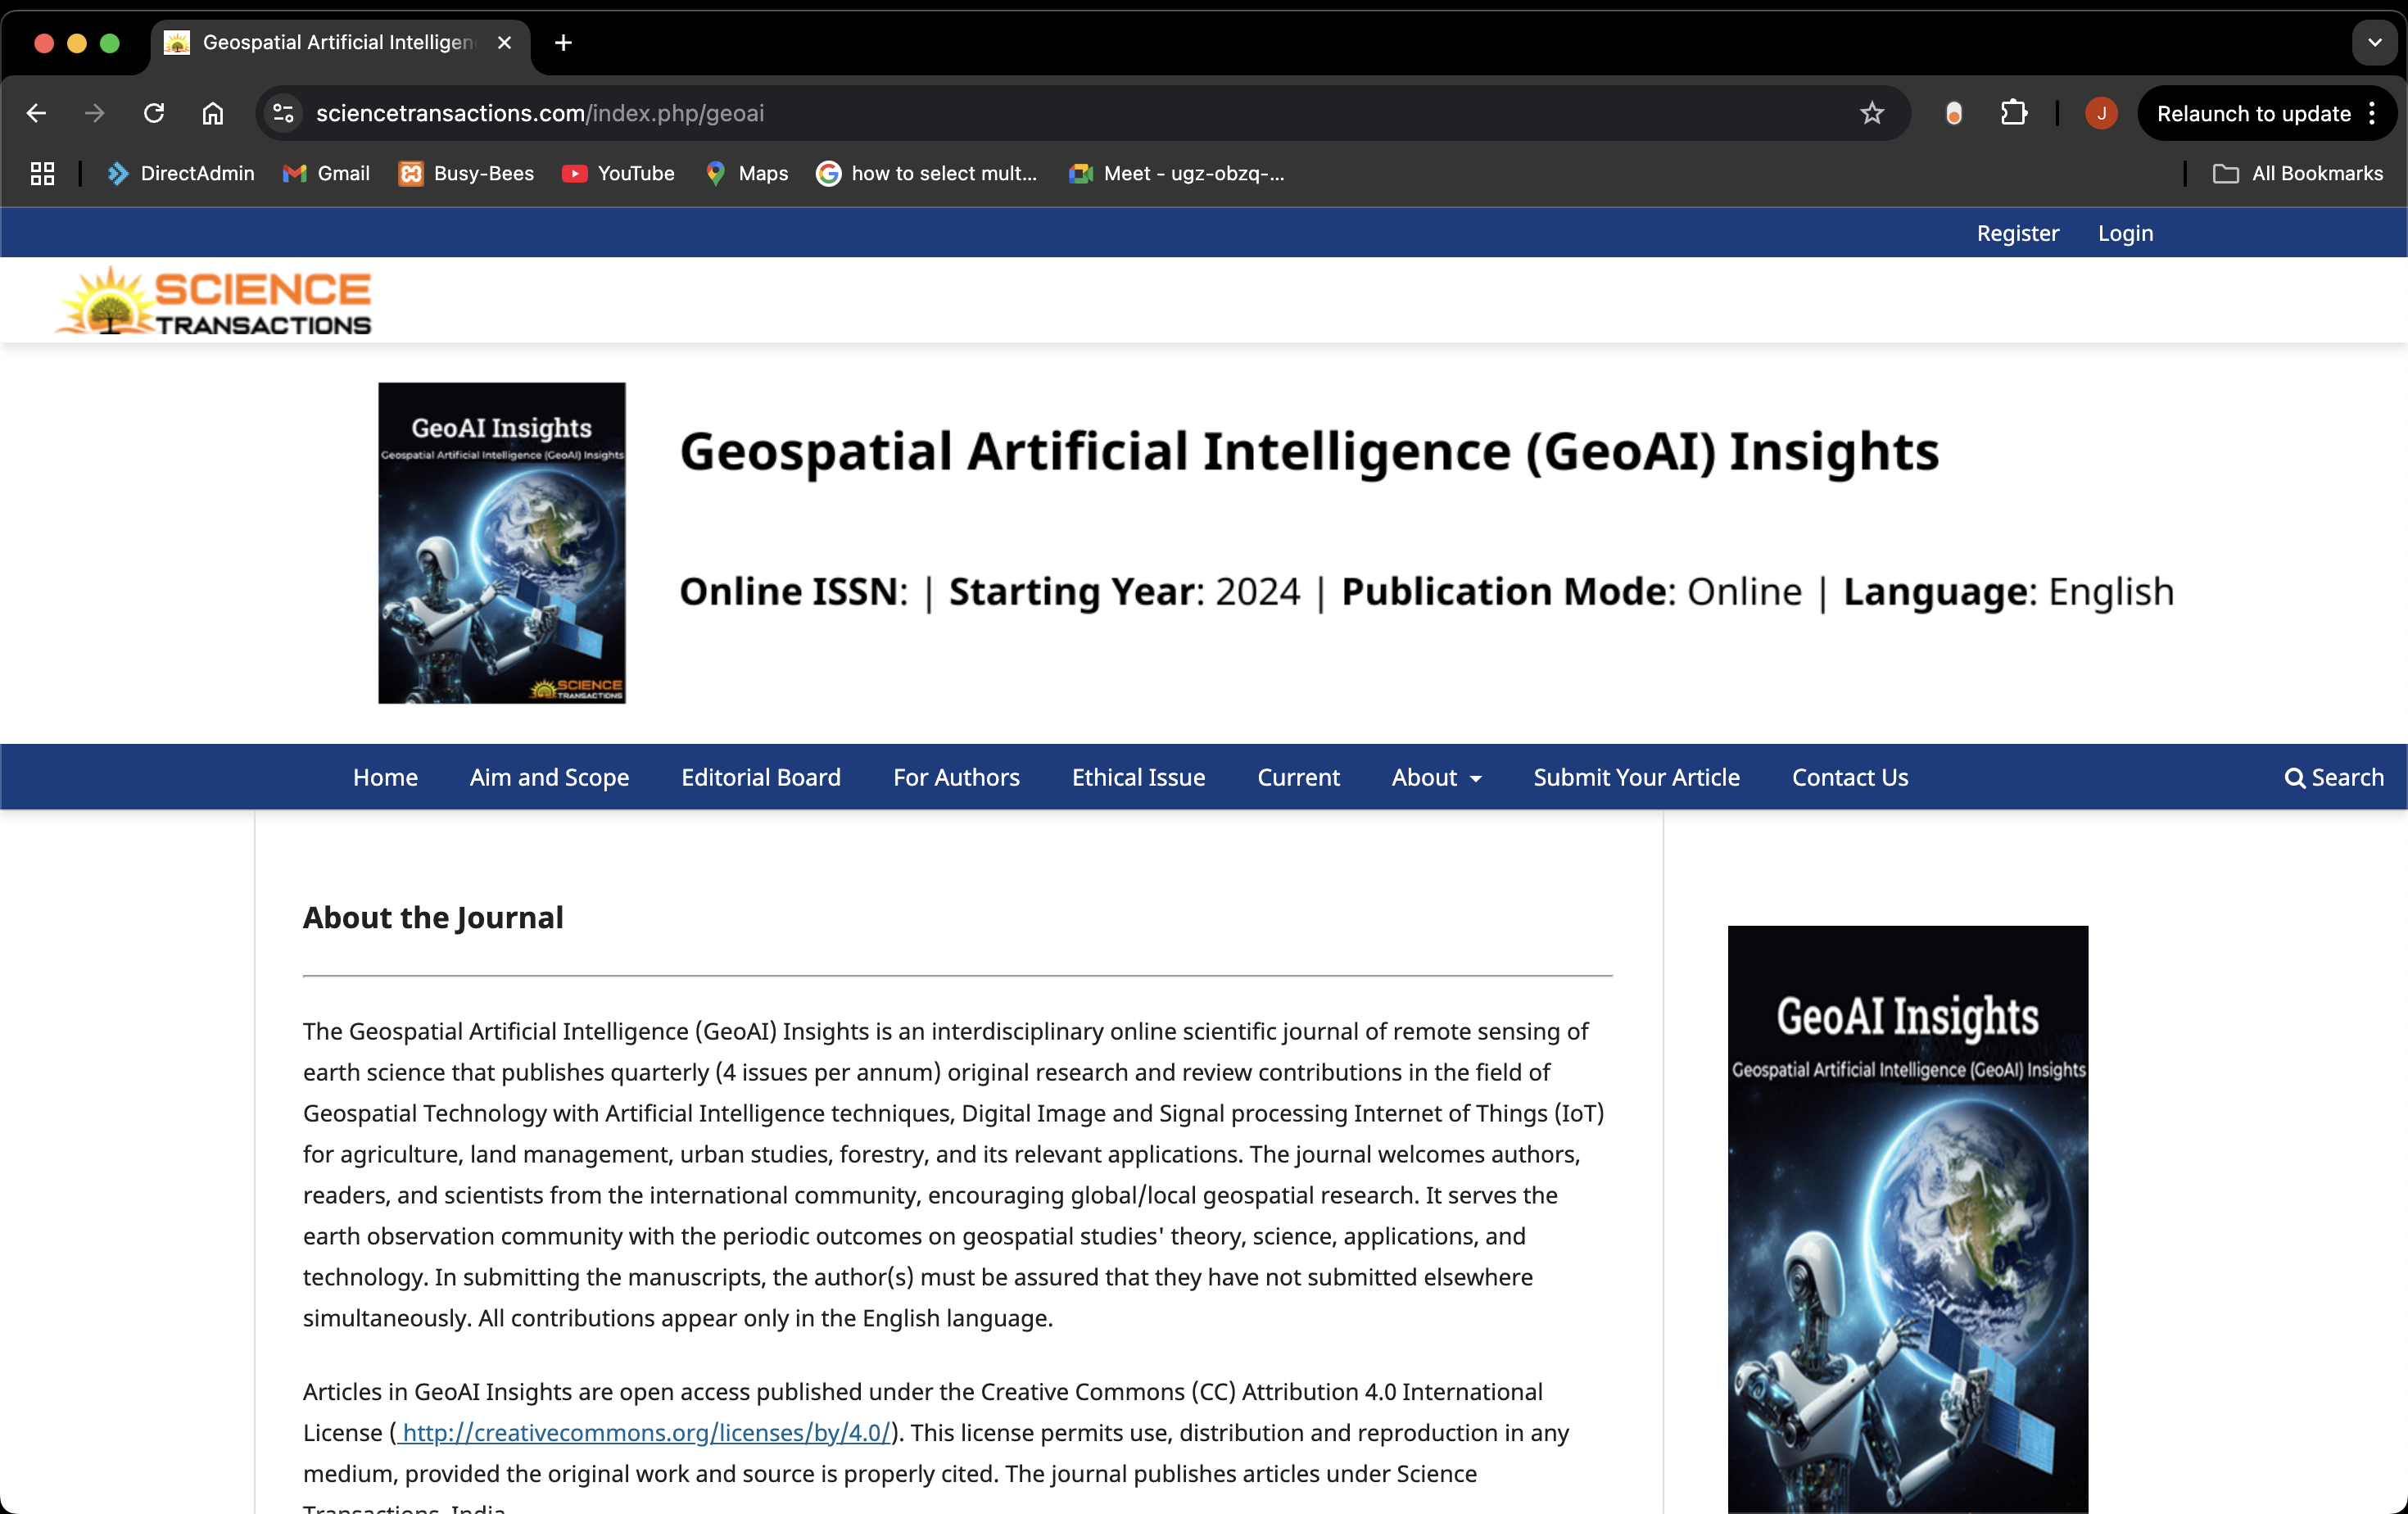 Geospatial Artificial Intelligen
sciencetransactions.com/index.php/geoai
Relaunch to update
J
DirectAdmin
Gmail
Busy-Bees
YouTube
Maps
how to select mult...
Meet - ugz-obzq-...
All Bookmarks
Register
Login
SCIENCE
TRANSACTIONS
GeoAI Insights
Geospatial Artificial Intelligence (GeoAI) Insights
SCIENCE
TRANSACTIONS
Geospatial Artificial Intelligence (GeoAI) Insights
Online ISSN: | Starting Year: 2024 | Publication Mode: Online | Language: English
Home
Aim and Scope
Editorial Board
For Authors
Ethical Issue
Current
About
Submit Your Article
Contact Us
Search
About the Journal
The Geospatial Artificial Intelligence (GeoAI) Insights is an interdisciplinary online scientific journal of remote sensing of
earth science that publishes quarterly (4 issues per annum) original research and review contributions in the field of
Geospatial Technology with Artificial Intelligence techniques, Digital Image and Signal processing Internet of Things (IoT)
for agriculture, land management, urban studies, forestry, and its relevant applications. The journal welcomes authors,
readers, and scientists from the international community, encouraging global/local geospatial research. It serves the
earth observation community with the periodic outcomes on geospatial studies' theory, science, applications, and
technology. In submitting the manuscripts, the author(s) must be assured that they have not submitted elsewhere
simultaneously. All contributions appear only in the English language.
Articles in GeoAI Insights are open access published under the Creative Commons (CC) Attribution 4.0 International
License ( http://creativecommons.org/licenses/by/4.0/). This license permits use, distribution and reproduction in any
medium, provided the original work and source is properly cited. The journal publishes articles under Science
Transactions, India
GeoAI Insights
Geospatial Artificial Intelligence (GeoAI) Insights